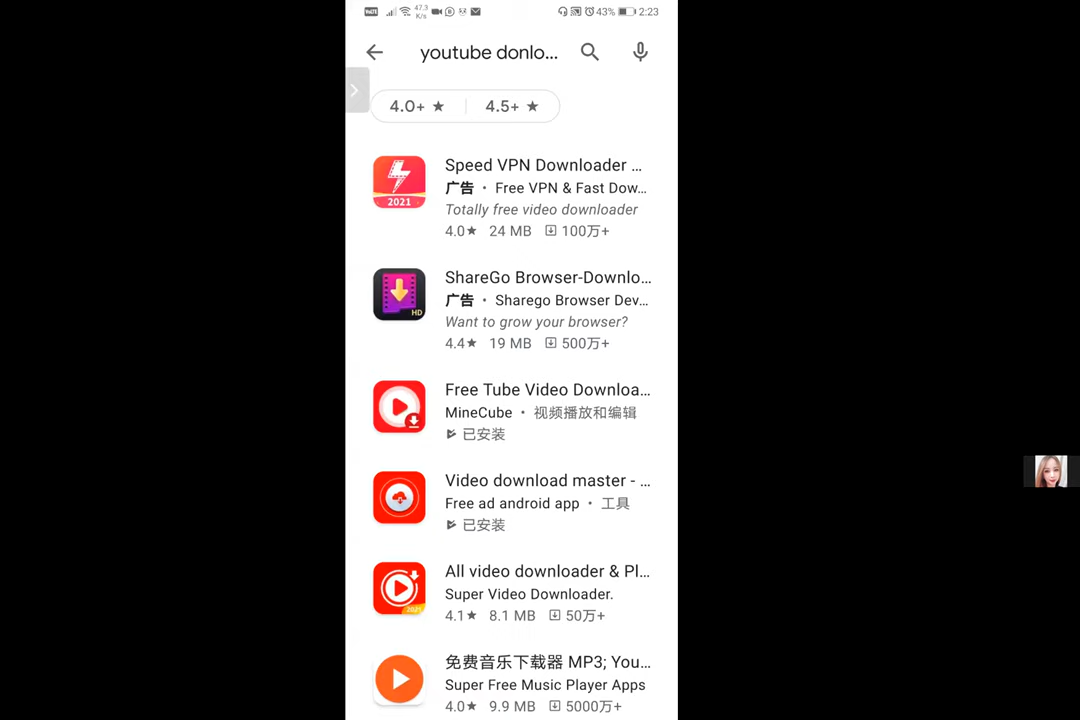 VoLTE 47.3 K/s 43% 2:23
youtube donlo...
4.0+ ★ 4.5+ ★
2021
Speed VPN Downloader ...
广告 • Free VPN & Fast Dow...
Totally free video downloader
4.0★ 24 MB 100万+
HD
ShareGo Browser-Downlo...
广告 • Sharego Browser Dev...
Want to grow your browser?
4.4★ 19 MB 500万+
Free Tube Video Downloa...
MineCube • 视频播放和编辑
已安装
Video download master - ...
Free ad android app • 工具
已安装
2021
All video downloader & Pl...
Super Video Downloader.
4.1★ 8.1 MB 50万+
免费音乐下载器 MP3; You...
Super Free Music Player Apps
4.0★ 9.9 MB 5000万+